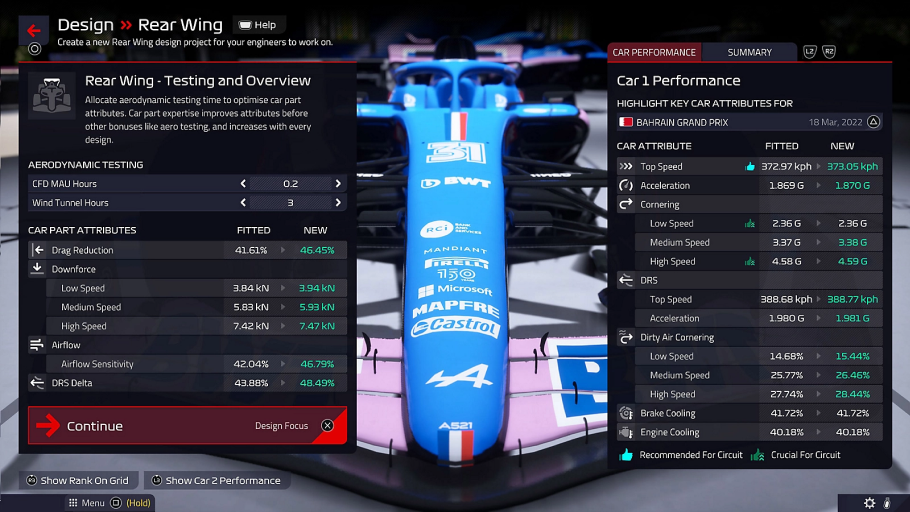 Design >> Rear Wing
Help
Create a new Rear Wing design project for your engineers to work on.
Rear Wing - Testing and Overview
Allocate aerodynamic testing time to optimise car part
attributes. Car part expertise improves attributes before
other bonuses like aero testing, and increases with every
design.
AERODYNAMIC TESTING
CFD MAU Hours 0.2
Wind Tunnel Hours 3
CAR PART ATTRIBUTES FITTED NEW
Drag Reduction 41.61% 46.45%
Downforce
Low Speed 3.84 kN 3.94 kN
Medium Speed 5.83 kN 5.93 kN
High Speed 7.42 kN 7.47 kN
Airflow
Airflow Sensitivity 42.04% 46.79%
DRS Delta 43.88% 48.49%
Continue
Design Focus
R3 Show Rank On Grid
L3 Show Car 2 Performance
Menu (Hold)
31
BWT
RCI BANK AND SERVICES
MANDIANT
PIRELLI
150
Microsoft
MAPFRE
Castrol
A521
CAR PERFORMANCE
SUMMARY
L2 R2
Car 1 Performance
HIGHLIGHT KEY CAR ATTRIBUTES FOR
BAHRAIN GRAND PRIX 18 Mar, 2022
CAR ATTRIBUTE FITTED NEW
Top Speed 372.97 kph 373.05 kph
Acceleration 1.869 G 1.870 G
Cornering
Low Speed 2.36 G 2.36 G
Medium Speed 3.37 G 3.38 G
High Speed 4.58 G 4.59 G
DRS
Top Speed 388.68 kph 388.77 kph
Acceleration 1.980 G 1.981 G
Dirty Air Cornering
Low Speed 14.68% 15.44%
Medium Speed 25.77% 26.46%
High Speed 27.74% 28.44%
Brake Cooling 41.72% 41.72%
Engine Cooling 40.18% 40.18%
Recommended For Circuit
Crucial For Circuit